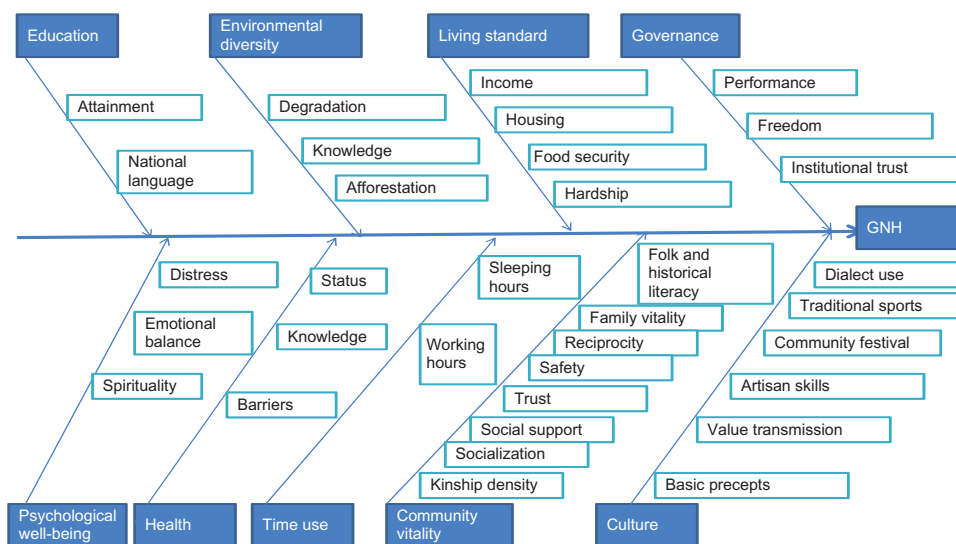 Education
Environmental
diversity
Living standard
Governance
Attainment
National
language
Degradation
Knowledge
Afforestation
Income
Housing
Food security
Hardship
Performance
Freedom
Institutional trust
GNH
Distress
Emotional
balance
Spirituality
Status
Knowledge
Barriers
Sleeping
hours
Working
hours
Folk and
historical
literacy
Family vitality
Reciprocity
Safety
Trust
Social support
Socialization
Kinship density
Dialect use
Traditional sports
Community festival
Artisan skills
Value transmission
Basic precepts
Psychological
well-being
Health
Time use
Community
vitality
Culture